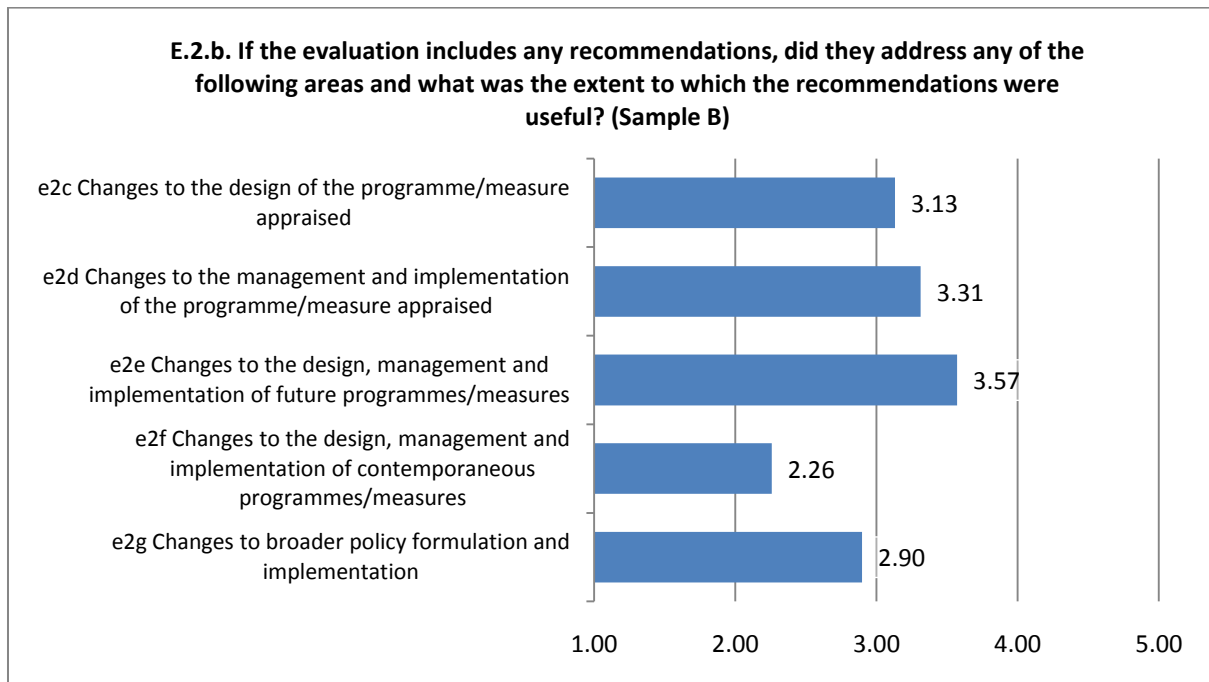 E.2.b. If the evaluation includes any recommendations, did they address any of the
following areas and what was the extent to which the recommendations were
useful? (Sample B)
e2c Changes to the design of the programme/measure
appraised
3.13
e2d Changes to the management and implementation
of the programme/measure appraised
3.31
e2e Changes to the design, management and
implementation of future programmes/measures
3.57
e2f Changes to the design, management and
implementation of contemporaneous
programmes/measures
2.26
e2g Changes to broader policy formulation and
implementation
2.90
1.00 2.00 3.00 4.00 5.00